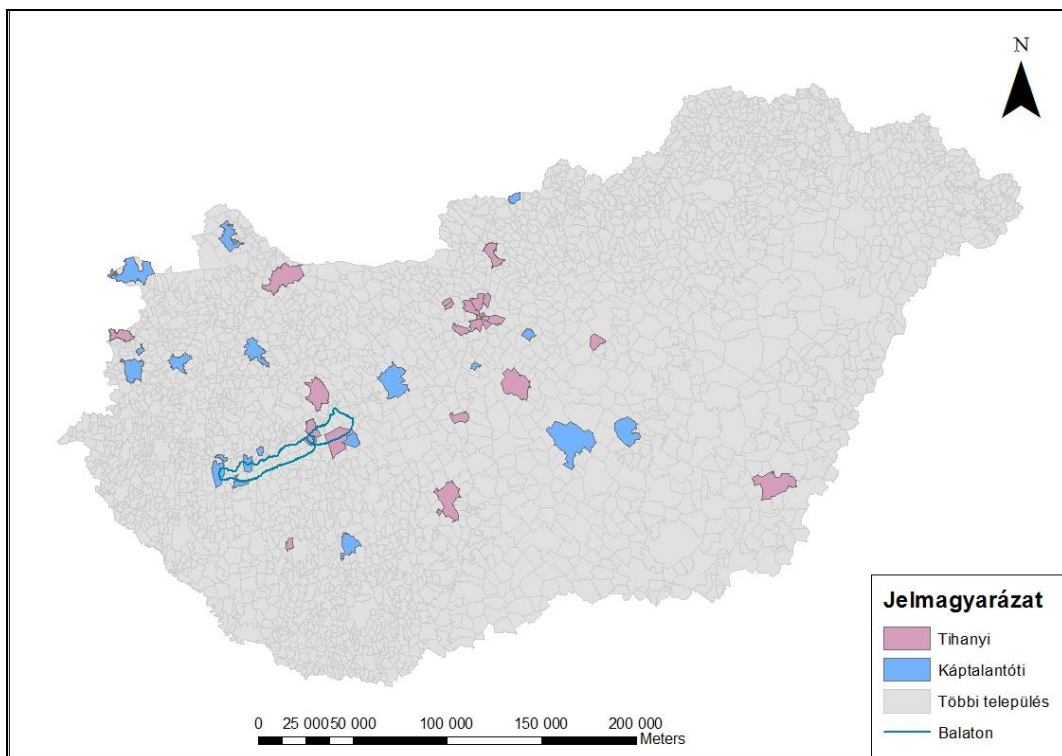 N
Jelmagyarázat
Tihanyi
Káptalantóti
Többi település
Balaton
0 25 000 50 000 100 000 150 000 200 000
Meters